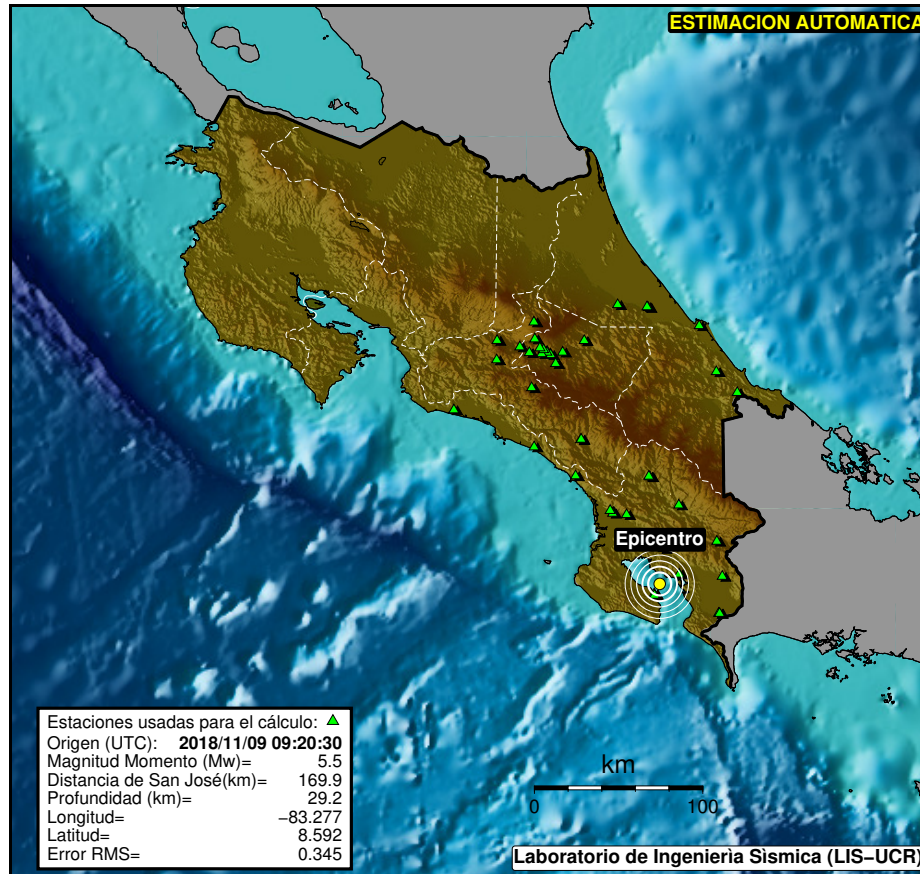 ESTIMACION AUTOMATICA
Epicentro
Estaciones usadas para el cálculo:
Origen (UTC): 2018/11/09 09:20:30
Magnitud Momento (Mw)= 5.5
Distancia de San José(km)= 169.9
Profundidad (km)= 29.2
Longitud= −83.277
Latitud= 8.592
Error RMS= 0.345
km
0 100
Laboratorio de Ingenierìa Sìsmica (LIS−UCR)